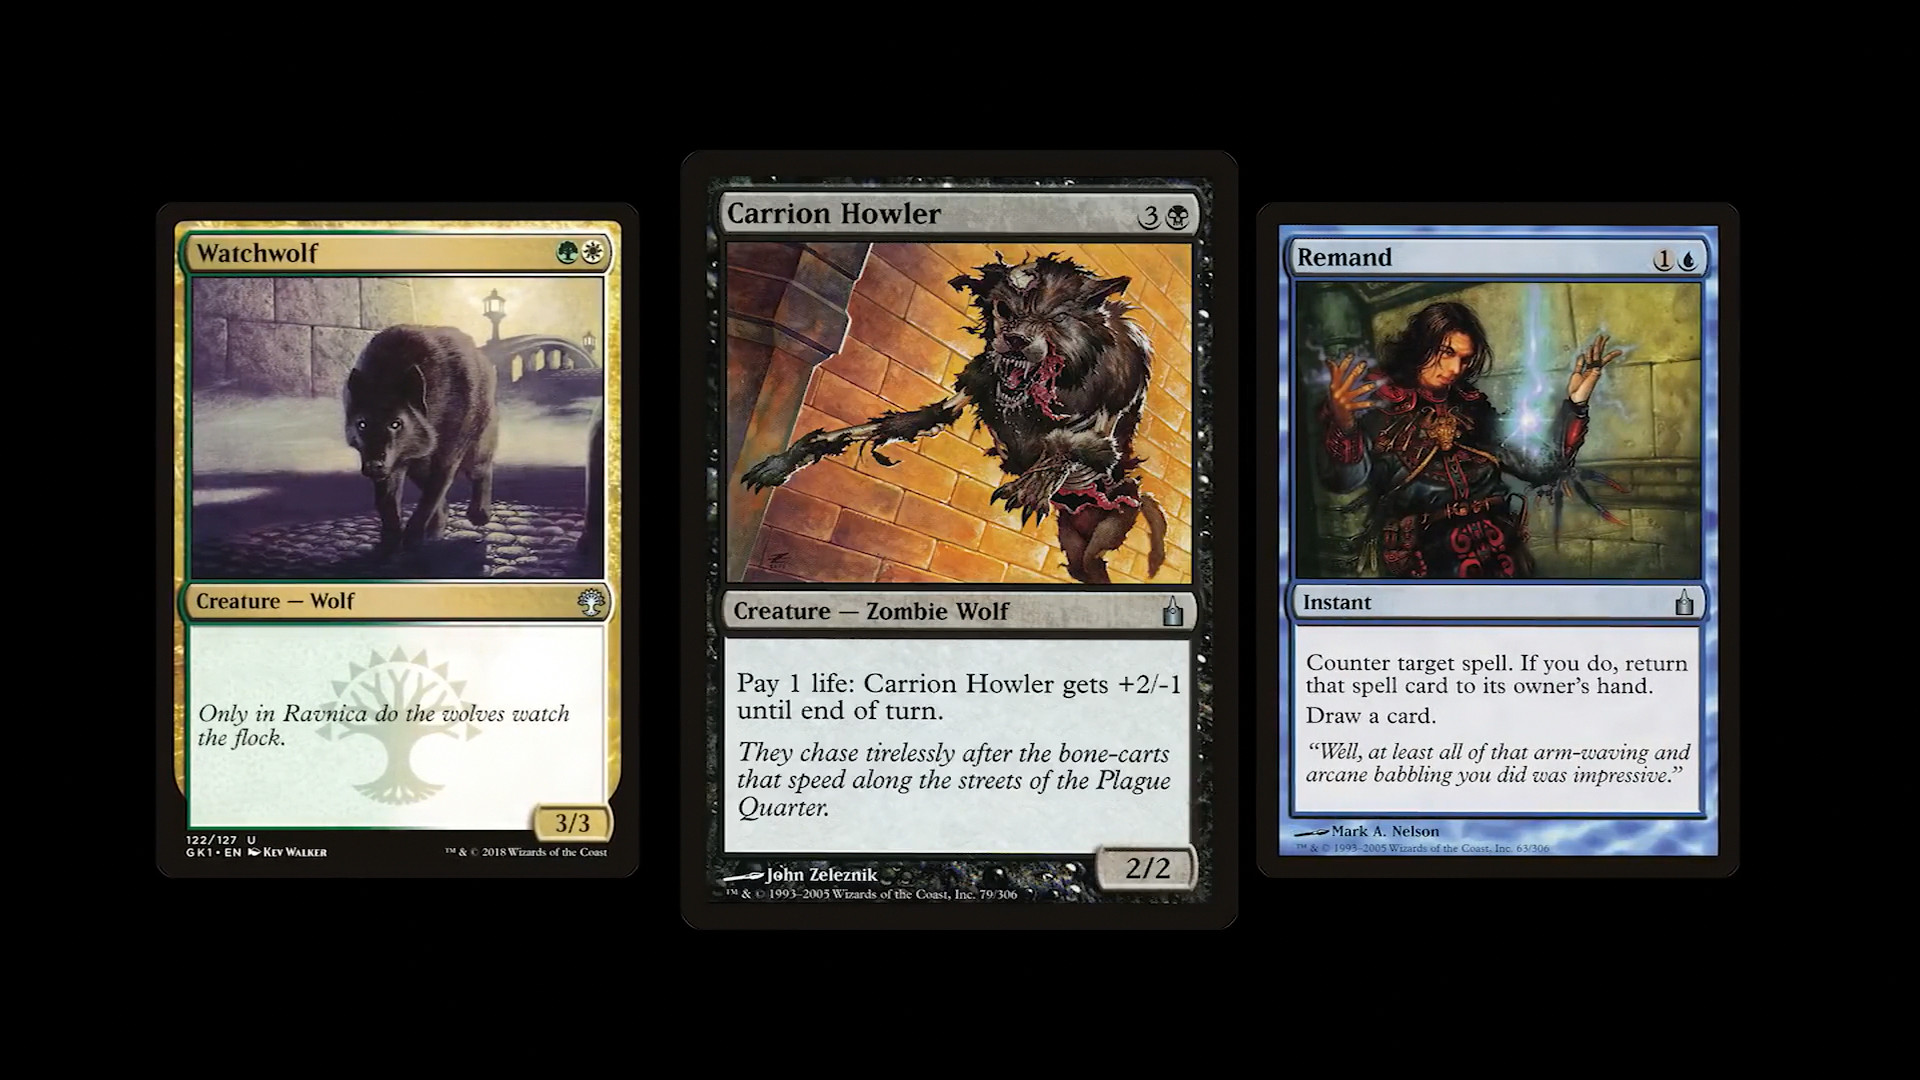 Watchwolf
Creature — Wolf
Only in Ravnica do the wolves watch
the flock.
3/3
122/127 U
GK1 • EN Kev Walker
™ & © 2018 Wizards of the Coast
Carrion Howler
3
Creature — Zombie Wolf
Pay 1 life: Carrion Howler gets +2/-1
until end of turn.
They chase tirelessly after the bone-carts
that speed along the streets of the Plague
Quarter.
2/2
John Zeleznik
™ & © 1993–2005 Wizards of the Coast, Inc. 79/306
Remand
1
Instant
Counter target spell. If you do, return
that spell card to its owner's hand.
Draw a card.
“Well, at least all of that arm-waving and
arcane babbling you did was impressive.”
Mark A. Nelson
™ & © 1993–2005 Wizards of the Coast, Inc. 63/306